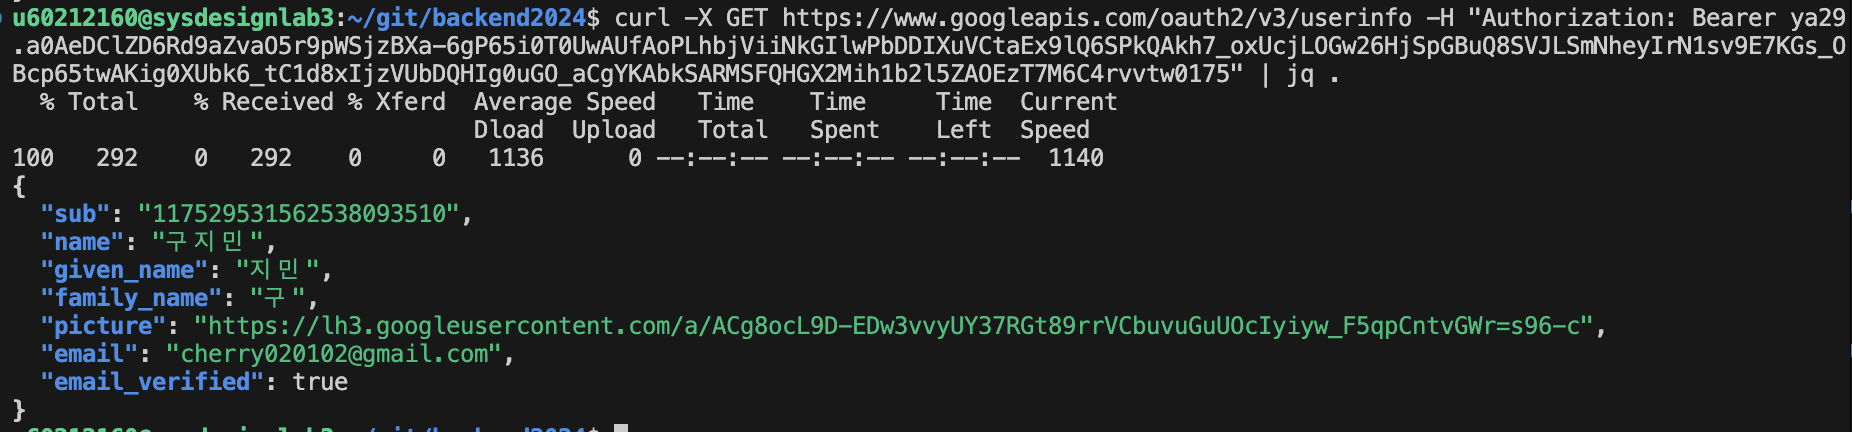 u60212160@sysdesignlab3:~/git/backend2024$ curl -X GET https://www.googleapis.com/oauth2/v3/userinfo -H "Authorization: Bearer ya29
.a0AeDClZD6Rd9aZvaO5r9pWSjzBXa-6gP65i0T0UwAUfAoPLhbjViiNkGIlwPbDDIXuVCtaEx9lQ6SPkQAkh7_oxUcjLOGw26HjSpGBuQ8SVJLSmNheyIrN1sv9E7KGs_O
Bcp65twAKig0XUbk6_tC1d8xIjzVUbDQHIg0uGO_aCgYKAbkSARMSFQHGX2Mih1b2l5ZAOEzT7M6C4rvvtw0175" | jq .
% Total % Received % Xferd Average Speed Time Time Time Current
Dload Upload Total Spent Left Speed
100 292 0 292 0 0 1136 0 --:--:-- --:--:-- --:--:-- 1140
{
"sub": "117529531562538093510",
"name": "구지민",
"given_name": "지민",
"family_name": "구",
"picture": "https://lh3.googleusercontent.com/a/ACg8ocL9D-EDw3vvyUY37RGt89rrVCbuvuGuUOcIyiyw_F5qpCntvGWr=s96-c",
"email": "cherry020102@gmail.com",
"email_verified": true
}